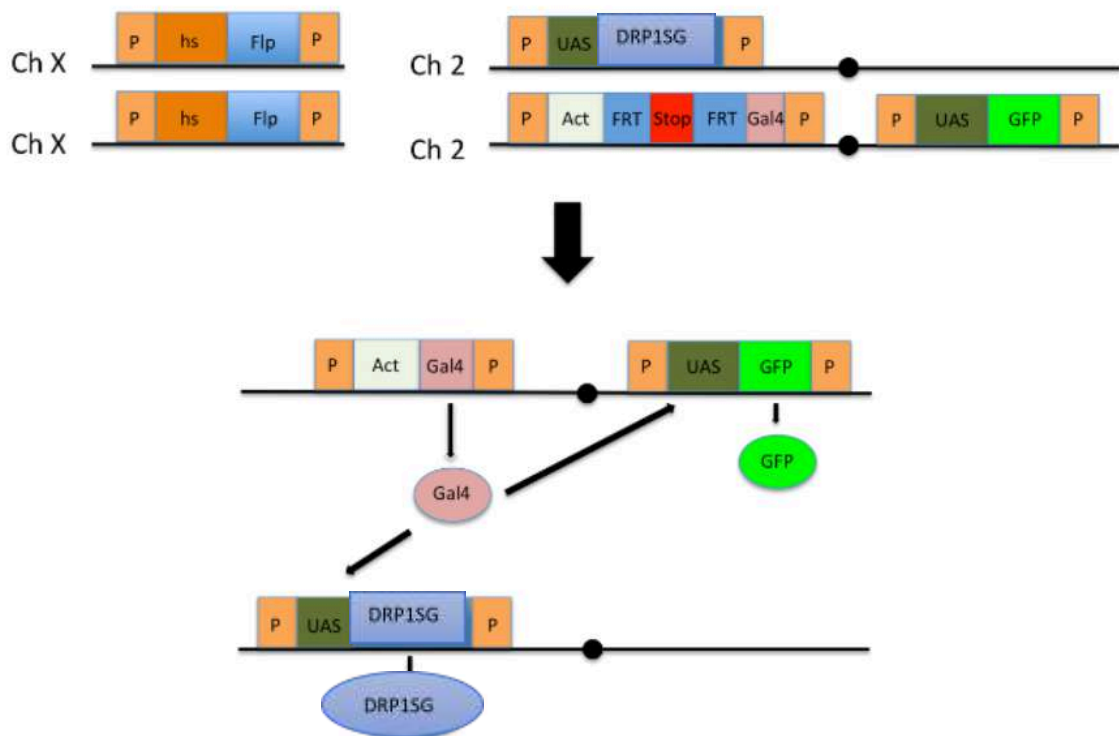 P hs Flp P
Ch X
P UAS DRP1SG P
Ch 2
P hs Flp P
Ch X
P Act FRT Stop FRT Gal4 P
Ch 2
P UAS GFP P
P Act Gal4 P
P UAS GFP P
Gal4
GFP
P UAS DRP1SG P
DRP1SG